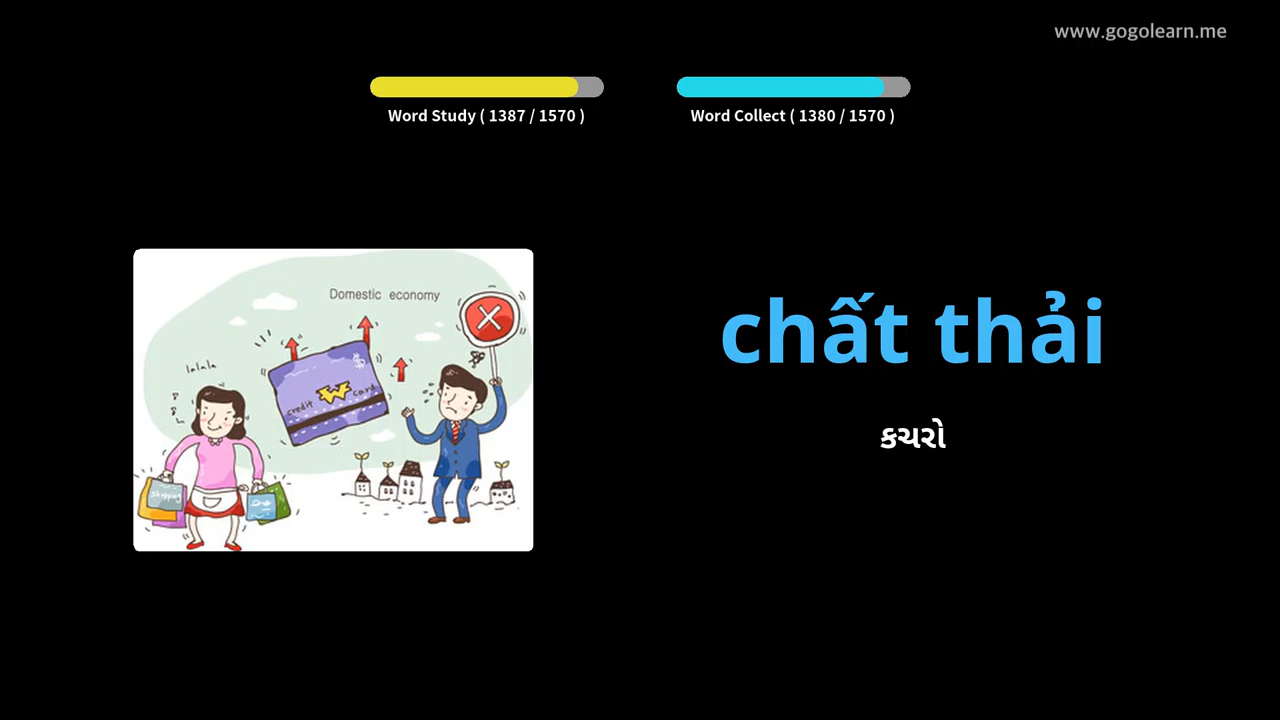 www.gogolearn.me
Word Study ( 1387 / 1570 )
Word Collect ( 1380 / 1570 )
Domestic economy
lalala
$
credit W card
Shopping
chất thải
કચરો